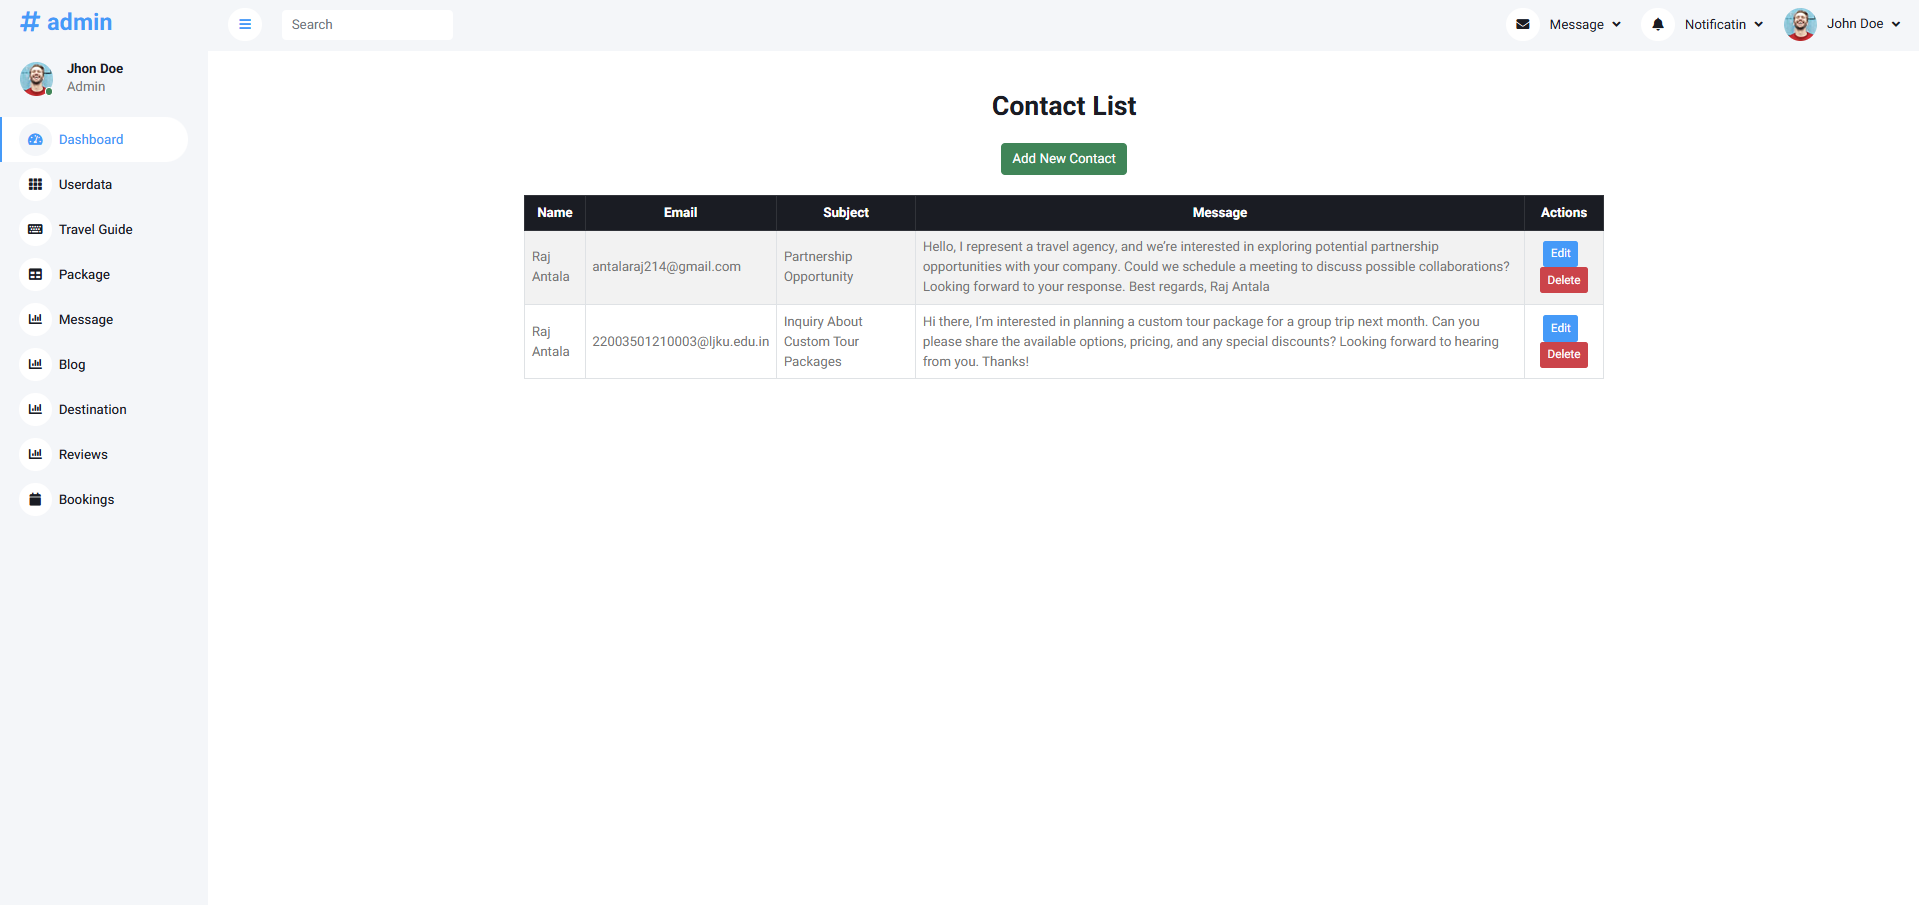 # admin
Search
Message
Notificatin
John Doe
Jhon Doe
Admin
Dashboard
Userdata
Travel Guide
Package
Message
Blog
Destination
Reviews
Bookings
Contact List
Add New Contact
Name Email Subject Message Actions
Raj
Antala
antalaraj214@gmail.com
Partnership
Opportunity
Hello, I represent a travel agency, and we’re interested in exploring potential partnership
opportunities with your company. Could we schedule a meeting to discuss possible collaborations?
Looking forward to your response. Best regards, Raj Antala
Edit
Delete
Raj
Antala
22003501210003@ljku.edu.in
Inquiry About
Custom Tour
Packages
Hi there, I’m interested in planning a custom tour package for a group trip next month. Can you
please share the available options, pricing, and any special discounts? Looking forward to hearing
from you. Thanks!
Edit
Delete